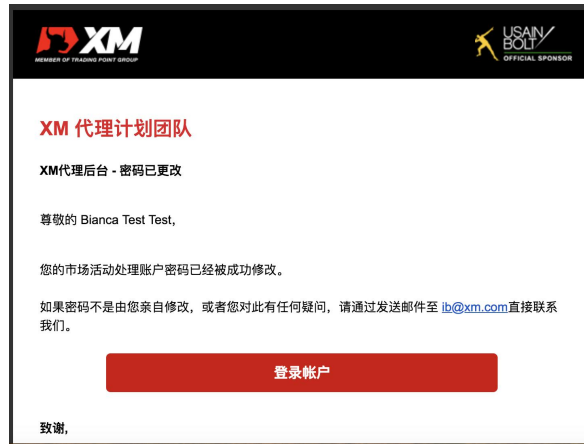 XM
MEMBER OF TRADING POINT GROUP
USAIN
BOLT
OFFICIAL SPONSOR
XM 代理计划团队
XM代理后台 - 密码已更改
尊敬的 Bianca Test Test,
您的市场活动处理账户密码已经被成功修改。
如果密码不是由您亲自修改，或者您对此有任何疑问，请通过发送邮件至 ib@xm.com直接联系
我们。
登录帐户
致谢,